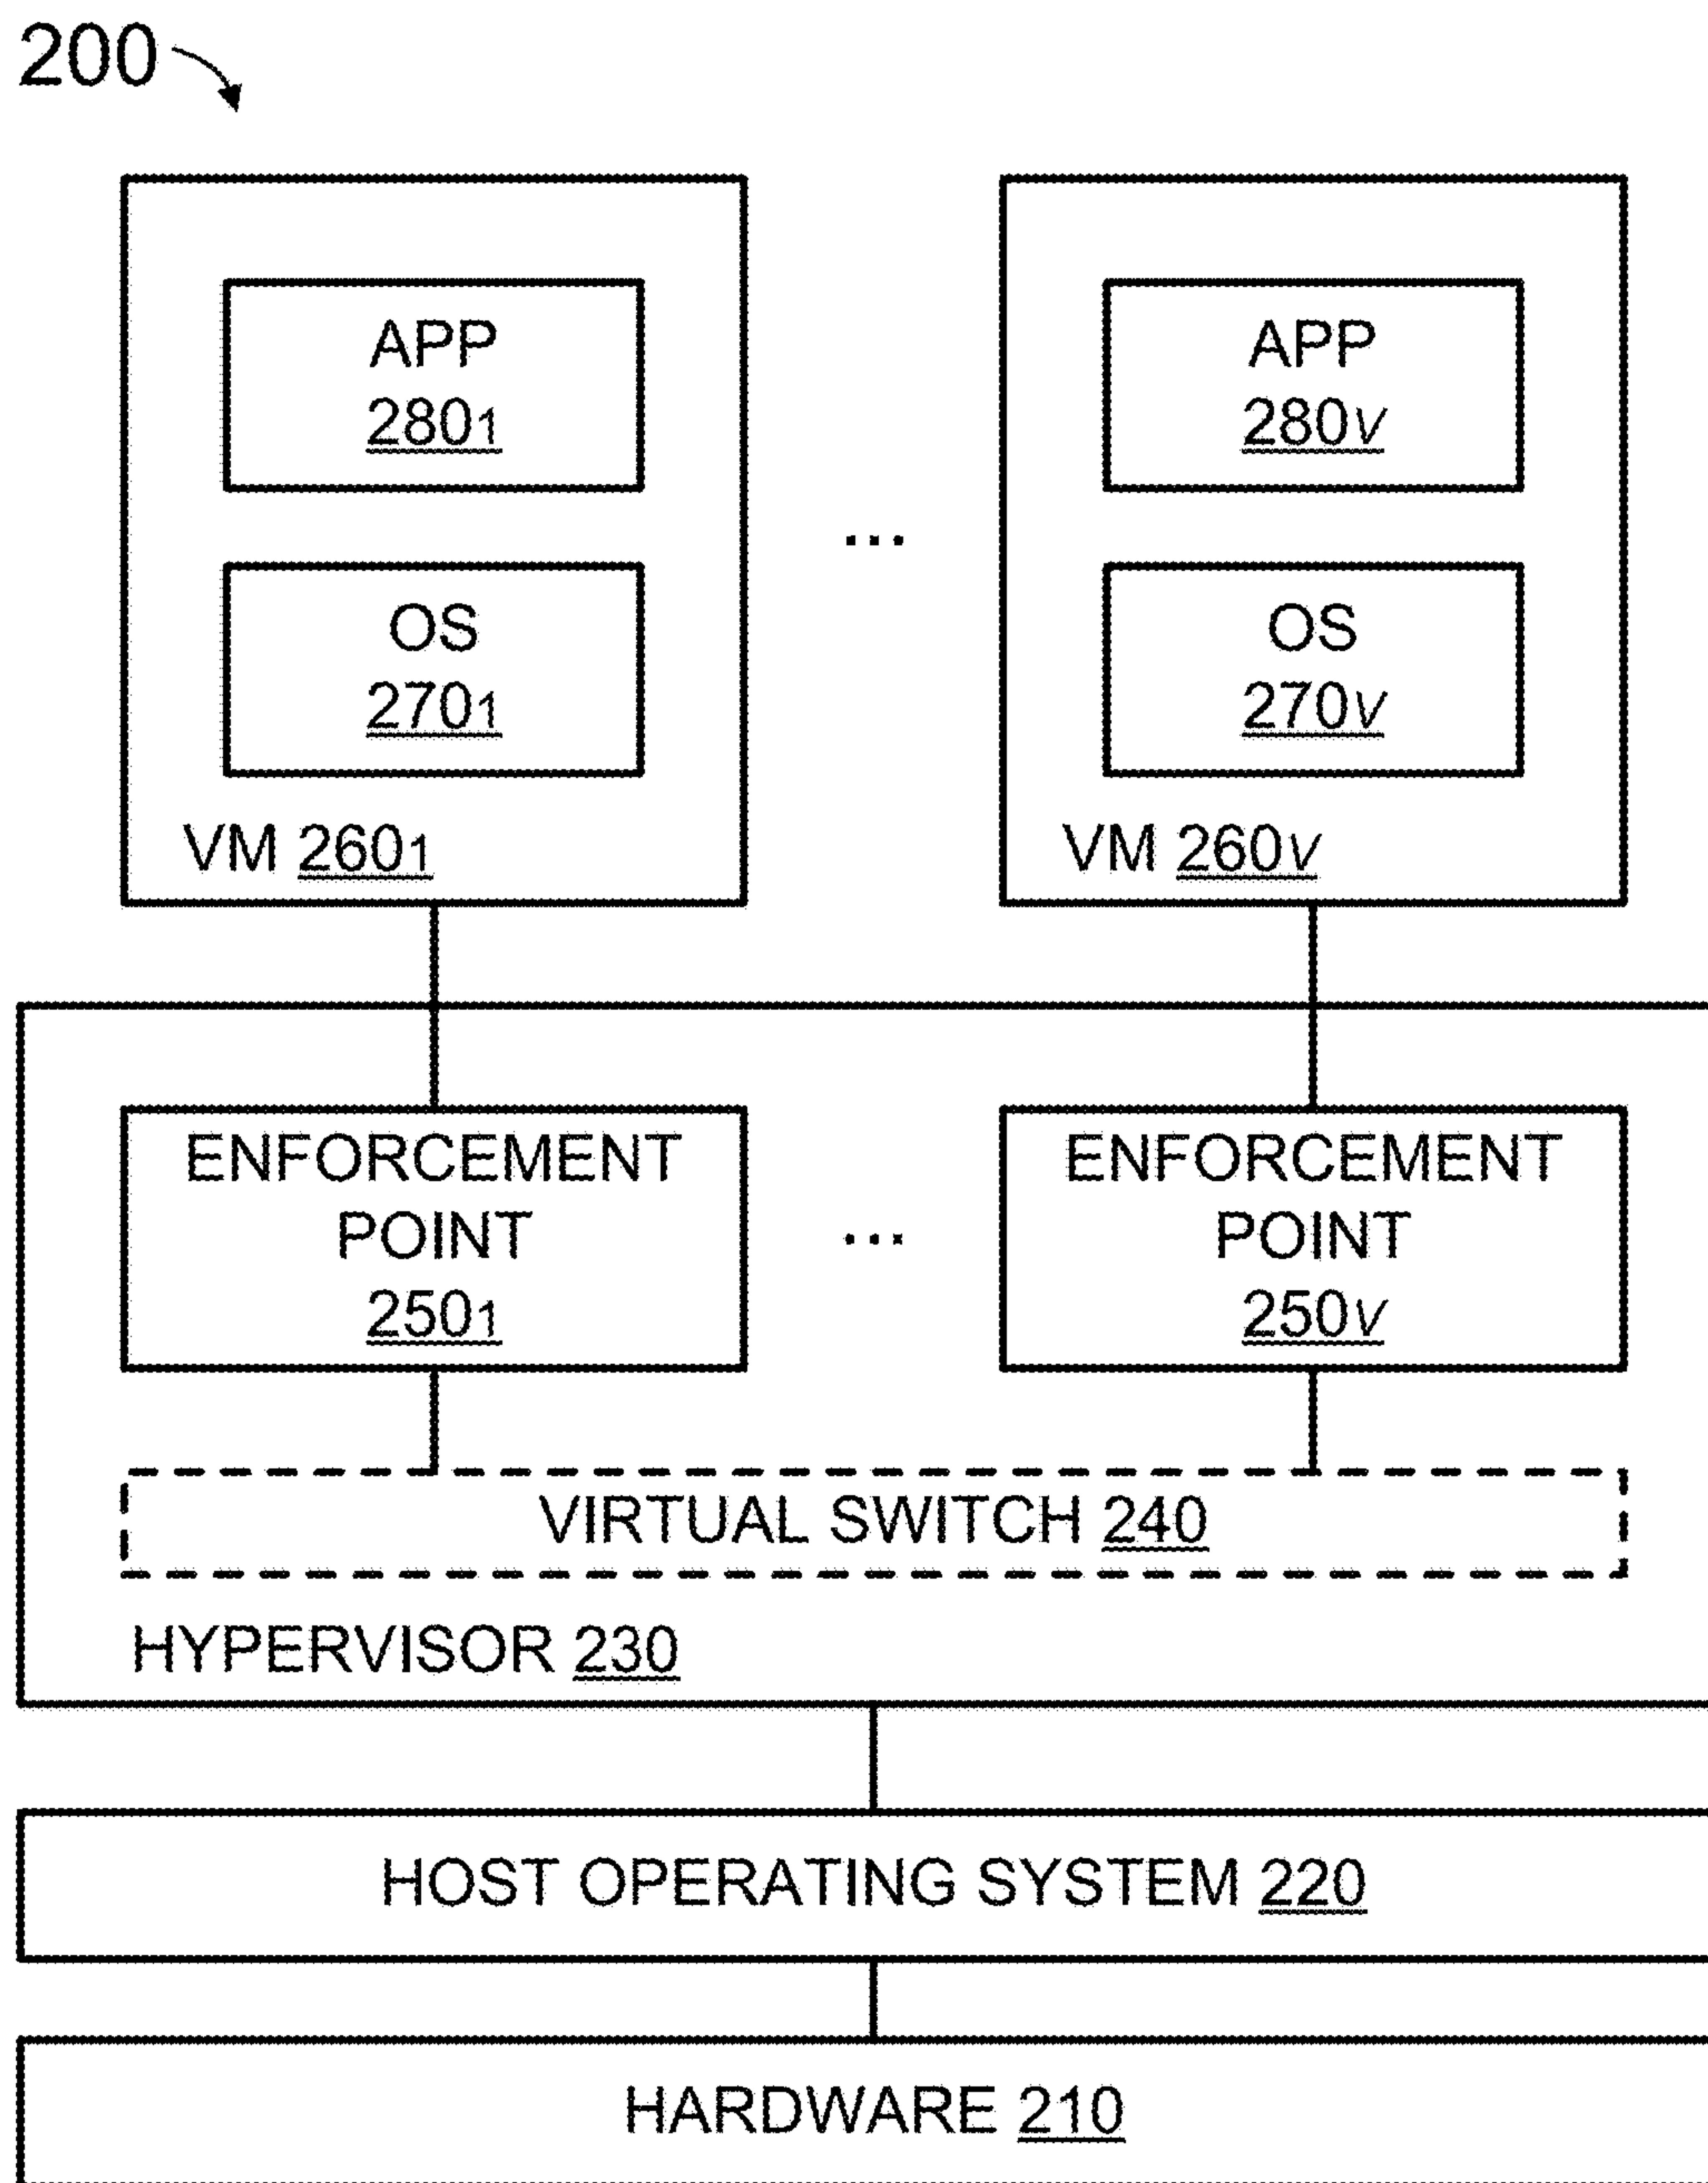 200
APP
280₁
APP
280V
...
OS
270₁
OS
270V
VM 260₁
VM 260V
ENFORCEMENT
POINT
250₁
...
ENFORCEMENT
POINT
250V
VIRTUAL SWITCH 240
HYPERVISOR 230
HOST OPERATING SYSTEM 220
HARDWARE 210